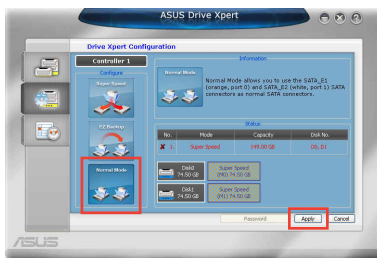 ASUS Drive Xpert
Drive Xpert Configuration
Controller 1
Configure
Super Speed
EZ Backup
Normal Mode
Information
Normal Mode
Normal Mode allows you to use the SATA_E1
(orange, port 0) and SATA_E2 (white, port 1) SATA
connectors as normal SATA connectors.
Status
No. Mode Capacity Disk No.
1 Super Speed 149.00 GB D0, D1
Disk0
74.50 GB
Super Speed
(M0) 74.50 GB
Disk1
74.50 GB
Super Speed
(M1) 74.50 GB
Password Apply Cancel
ASUS